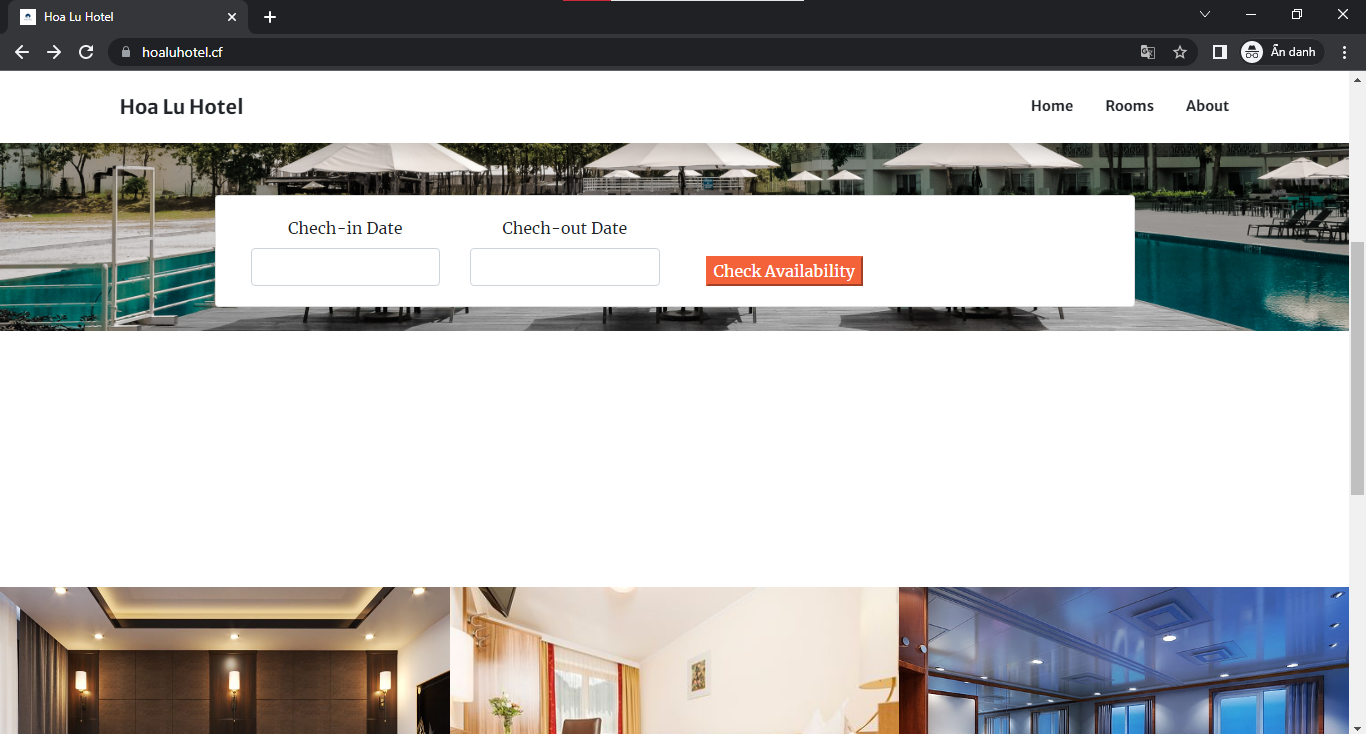 Hoa Lu Hotel
hoaluhotel.cf
Ẩn danh
Hoa Lu Hotel
Home Rooms About
Chech-in Date Chech-out Date
Check Availability